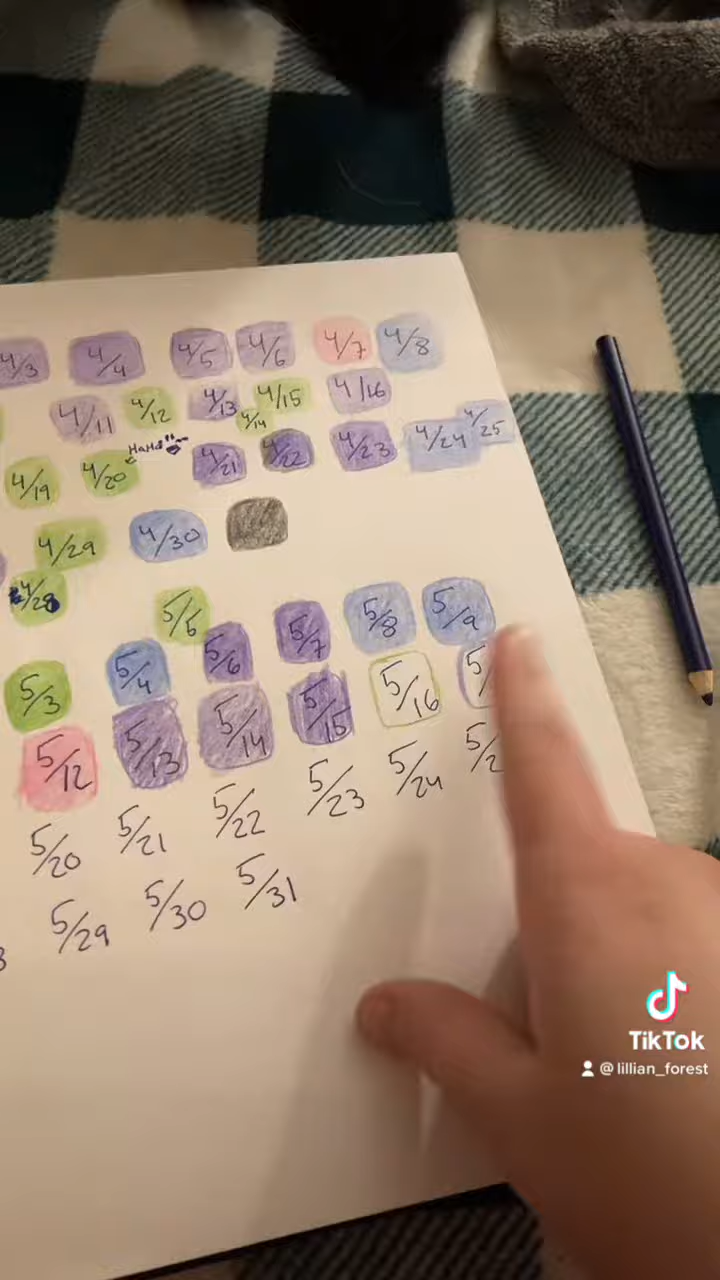 4/3 4/4 4/5 4/6 4/7 4/8
4/11 4/12 4/13 4/14 4/15 4/16
HaHa
4/19 4/20 4/21 4/22 4/23 4/24 4/25
4/29 4/30
4/28
5/5
5/3 5/4 5/6 5/7 5/8 5/9
5/12 5/13 5/14 5/15 5/16
5/20 5/21 5/22 5/23 5/24
5/29 5/30 5/31
TikTok
@lillian_forest